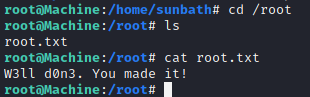 root@Machine:/home/sunbath# cd /root
root@Machine:/root# ls
root.txt
root@Machine:/root# cat root.txt
W3ll d0n3. You made it!
root@Machine:/root#